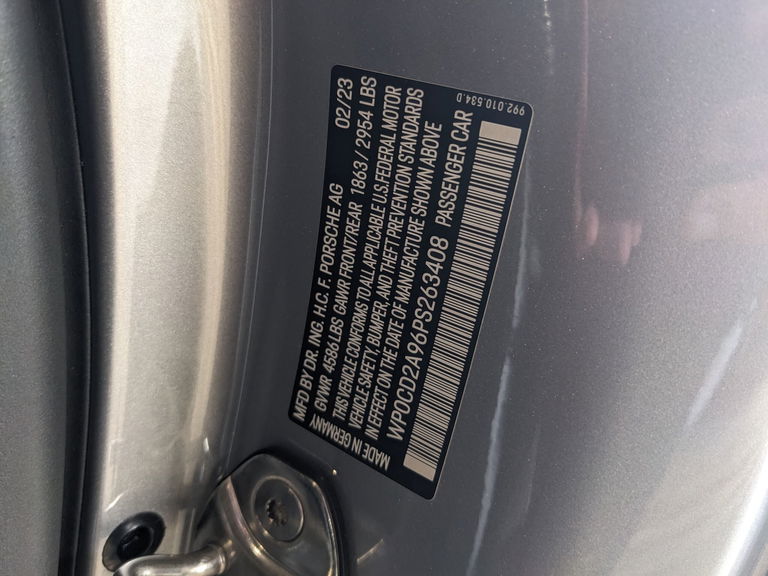 MFD BY DR. ING. H.C. F. PORSCHE AG 02/23
GVWR 4586 LBS GAWR FRONT/REAR 1863 / 2954 LBS
THIS VEHICLE CONFORMS TO ALL APPLICABLE U.S. FEDERAL MOTOR
VEHICLE SAFETY, BUMPER, AND THEFT PREVENTION STANDARDS
IN EFFECT ON THE DATE OF MANUFACTURE SHOWN ABOVE
WP0CD2A96PS263408 PASSENGER CAR
MADE IN GERMANY
992.010.534.D